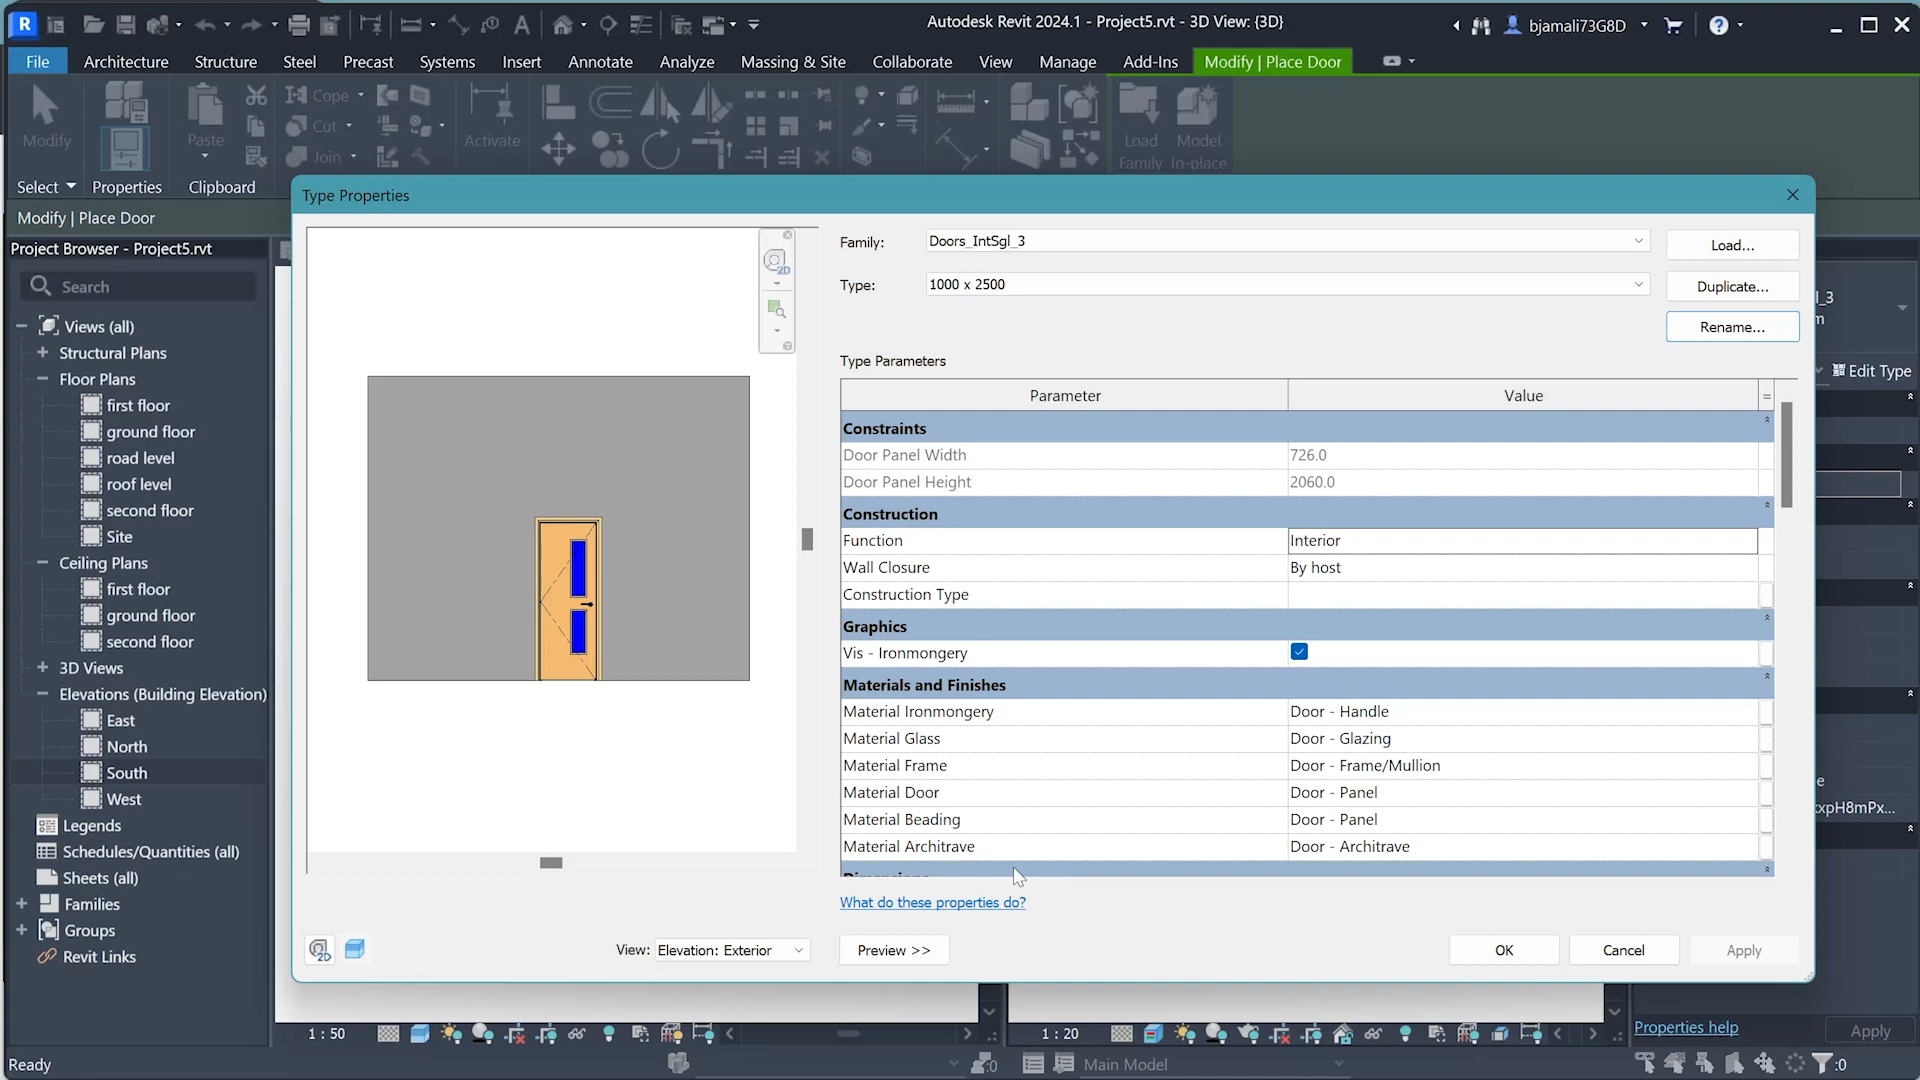 Autodesk Revit 2024.1 - Project5.rvt - 3D View: {3D}
bjamali73G8D
File
Architecture
Structure
Steel
Precast
Systems
Insert
Annotate
Analyze
Massing & Site
Collaborate
View
Manage
Add-Ins
Modify | Place Door
Modify
Paste
Cope
Cut
Join
Activate
Load
Family
Model
In-place
Select
Properties
Clipboard
Modify | Place Door
Project Browser - Project5.rvt
Search
Views (all)
Structural Plans
Floor Plans
first floor
ground floor
road level
roof level
second floor
Site
Ceiling Plans
first floor
ground floor
second floor
3D Views
Elevations (Building Elevation)
East
North
South
West
Legends
Schedules/Quantities (all)
Sheets (all)
Families
Groups
Revit Links
Type Properties
2D
Family:
Doors_IntSgl_3
Load...
Type:
1000 x 2500
Duplicate...
Rename...
Type Parameters
Parameter
Value
=
Constraints
Door Panel Width
726.0
Door Panel Height
2060.0
Construction
Function
Interior
Wall Closure
By host
Construction Type
Graphics
Vis - Ironmongery
Materials and Finishes
Material Ironmongery
Door - Handle
Material Glass
Door - Glazing
Material Frame
Door - Frame/Mullion
Material Door
Door - Panel
Material Beading
Door - Panel
Material Architrave
Door - Architrave
Dimensions
What do these properties do?
2D
View:
Elevation: Exterior
Preview >>
OK
Cancel
Apply
l_3
m
Edit Type
e
xpH8mPx...
1 : 50
1 : 20
Properties help
Apply
Ready
:0
Main Model
:0